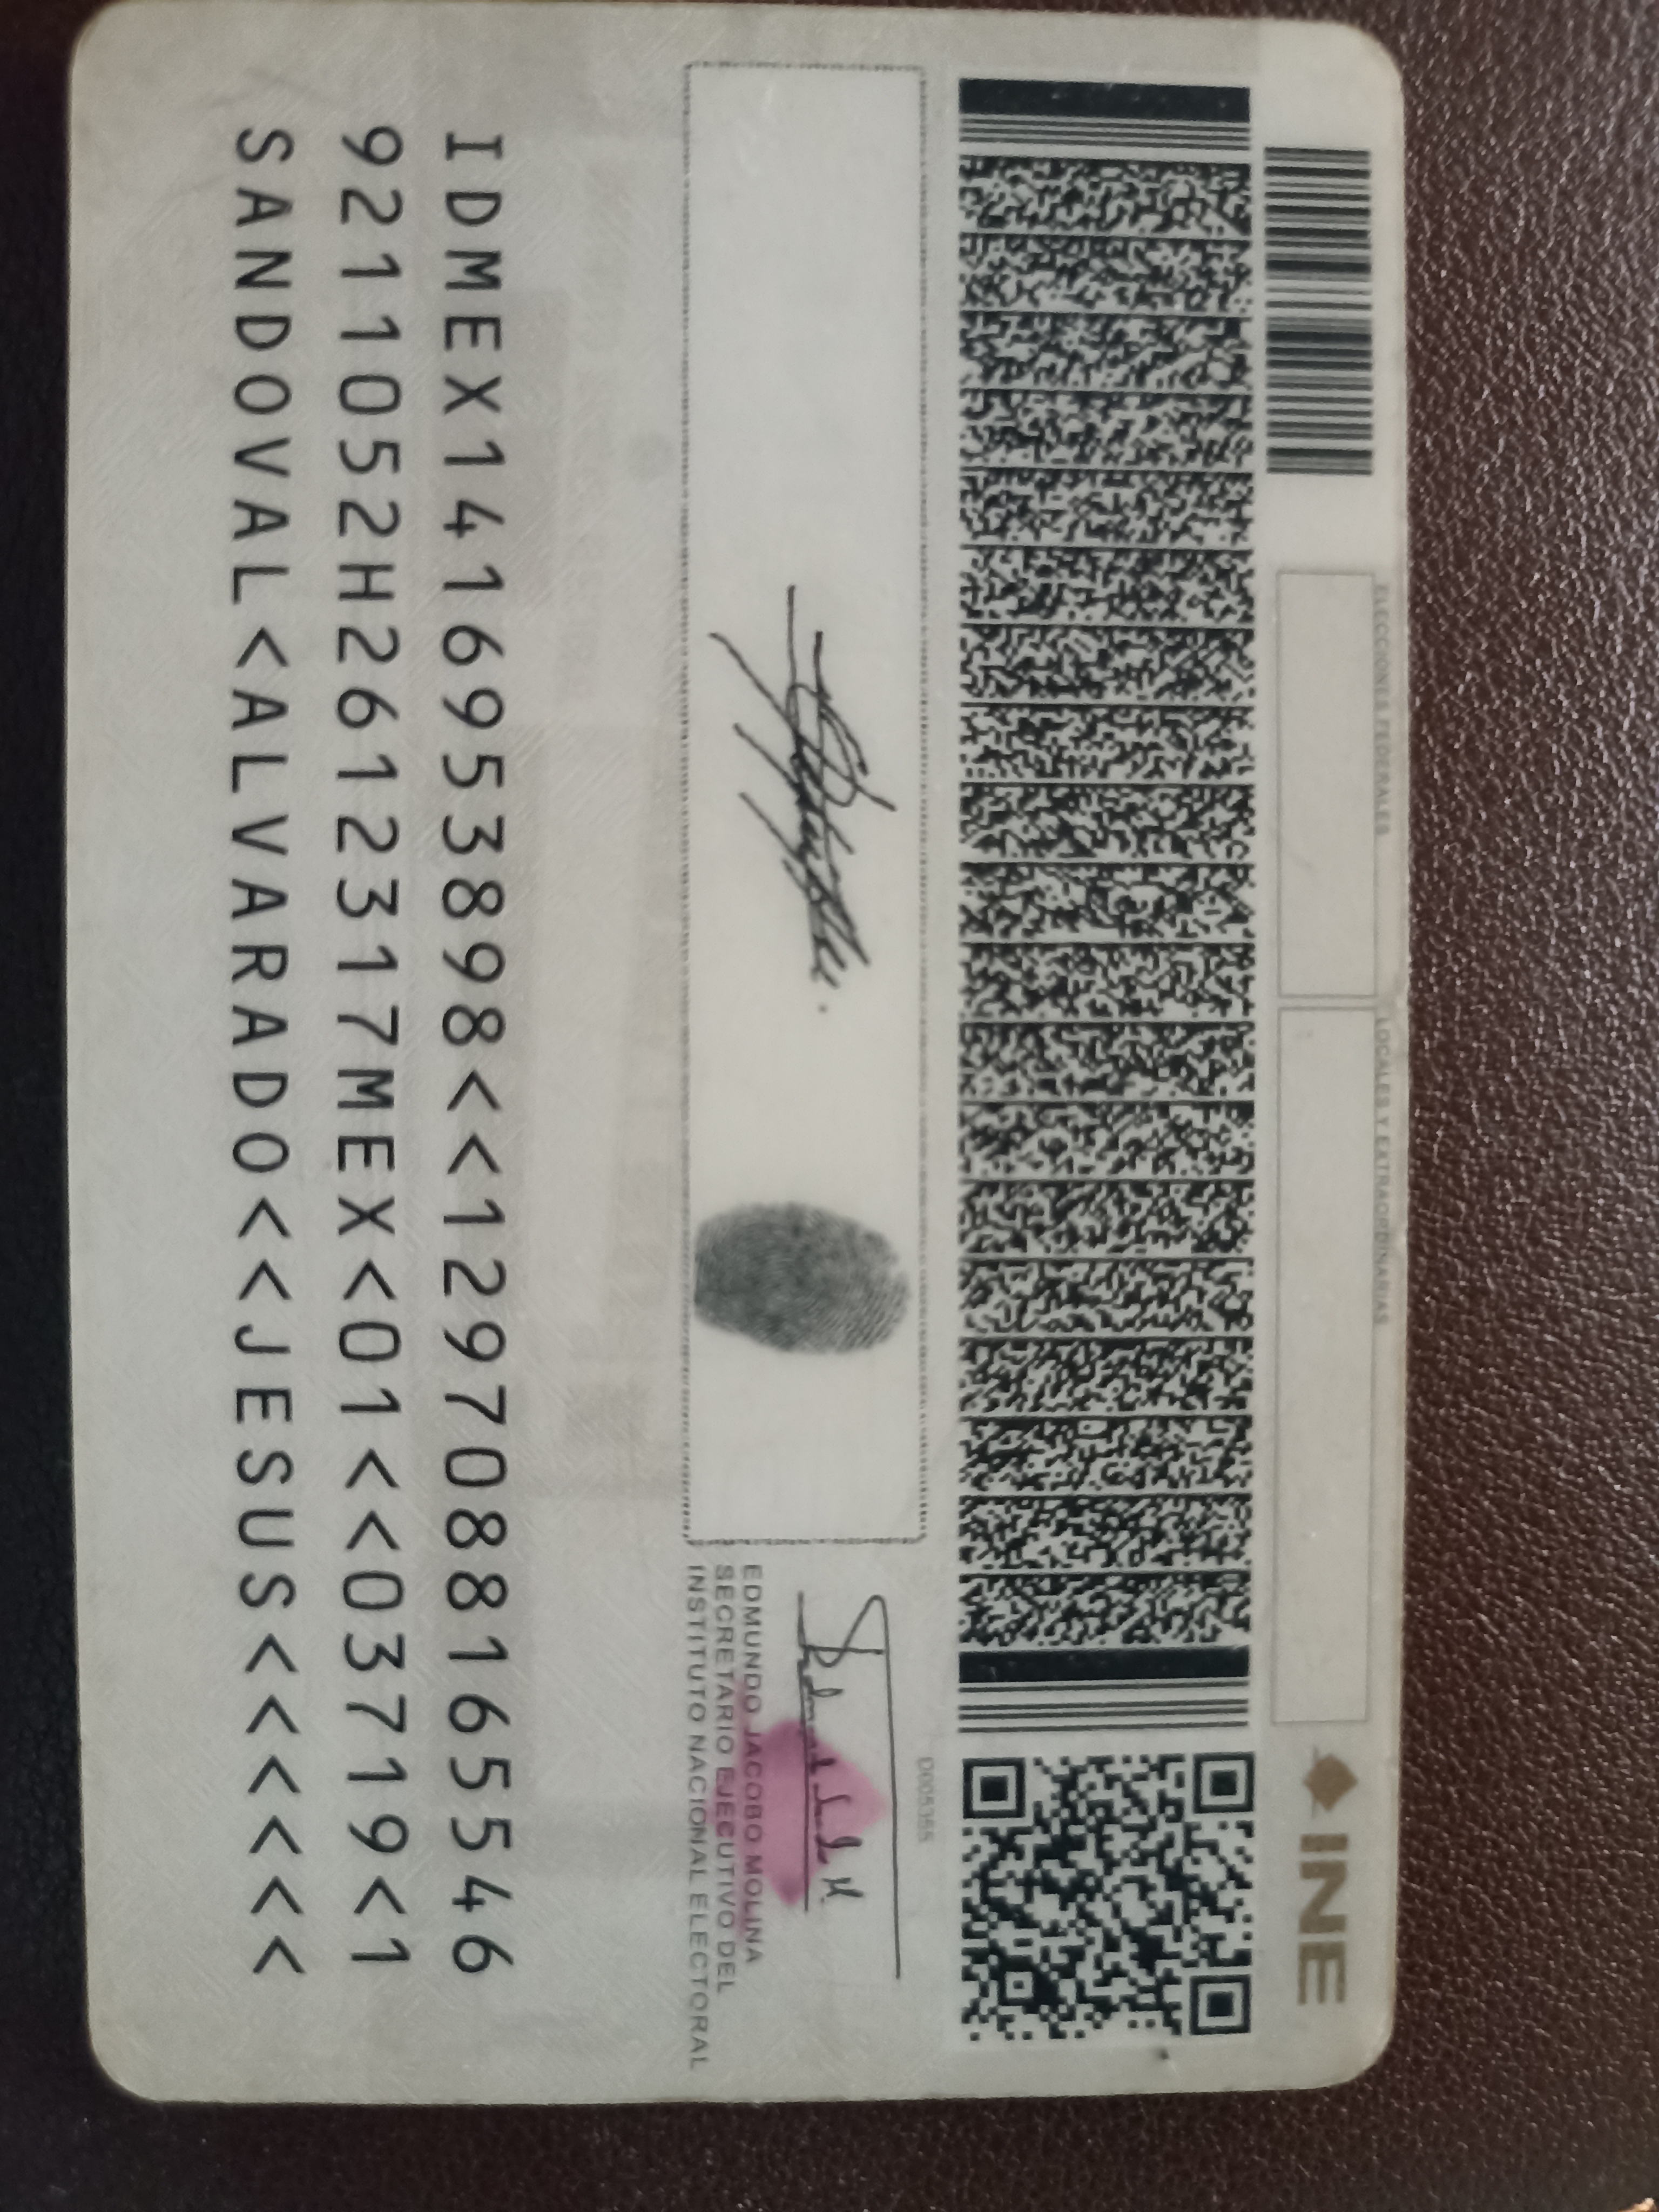 ELECCIONES FEDERALES
LOCALES Y EXTRAORDINARIAS
INE
EDMUNDO JACOBO MOLINA
SECRETARIO EJECUTIVO DEL
INSTITUTO NACIONAL ELECTORAL
IDMEX1416953898<<1297088165546
9211052H2612317MEX<01<<03719<1
SANDOVAL<ALVARADO<<JESUS<<<<<<